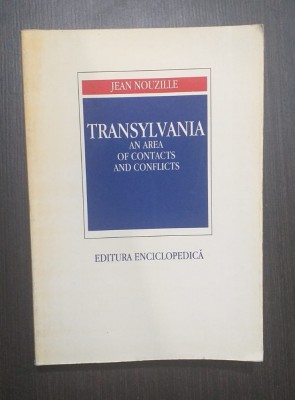 JEAN NOUZILLE
TRANSYLVANIA
AN AREA
OF CONTACTS
AND CONFLICTS
EDITURA ENCICLOPEDICĂ